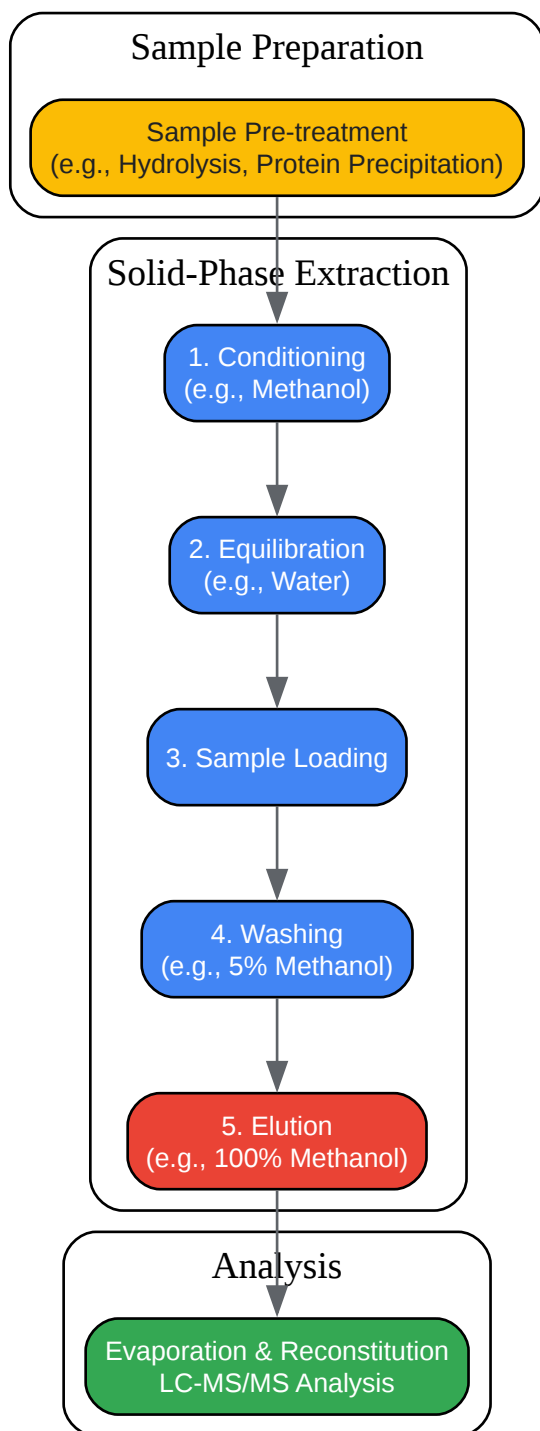 Sample Preparation
Sample Pre-treatment
(e.g., Hydrolysis, Protein Precipitation)
Solid-Phase Extraction
1. Conditioning
(e.g., Methanol)
2. Equilibration
(e.g., Water)
3. Sample Loading
4. Washing
(e.g., 5% Methanol)
5. Elution
(e.g., 100% Methanol)
Analysis
Evaporation & Reconstitution
LC-MS/MS Analysis